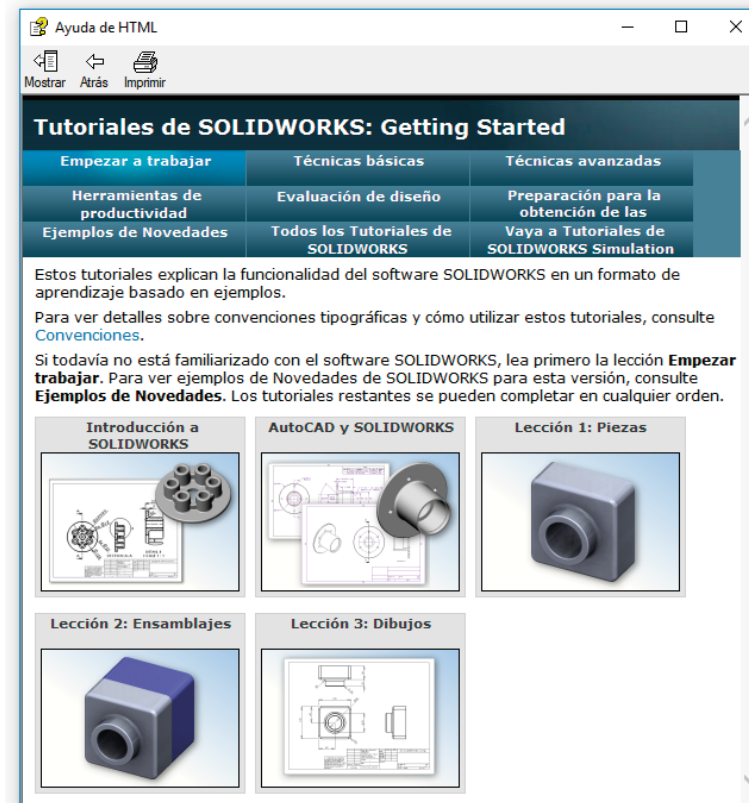 Ayuda de HTML
Mostrar Atrás Imprimir
Tutoriales de SOLIDWORKS: Getting Started
Empezar a trabajar Técnicas básicas Técnicas avanzadas
Herramientas de productividad Evaluación de diseño Preparación para la obtención de las
Ejemplos de Novedades Todos los Tutoriales de SOLIDWORKS Vaya a Tutoriales de SOLIDWORKS Simulation
Estos tutoriales explican la funcionalidad del software SOLIDWORKS en un formato de
aprendizaje basado en ejemplos.
Para ver detalles sobre convenciones tipográficas y cómo utilizar estos tutoriales, consulte
Convenciones.
Si todavía no está familiarizado con el software SOLIDWORKS, lea primero la lección Empezar
trabajar. Para ver ejemplos de Novedades de SOLIDWORKS para esta versión, consulte
Ejemplos de Novedades. Los tutoriales restantes se pueden completar en cualquier orden.
Introducción a
SOLIDWORKS
AutoCAD y SOLIDWORKS
Lección 1: Piezas
Lección 2: Ensamblajes
Lección 3: Dibujos